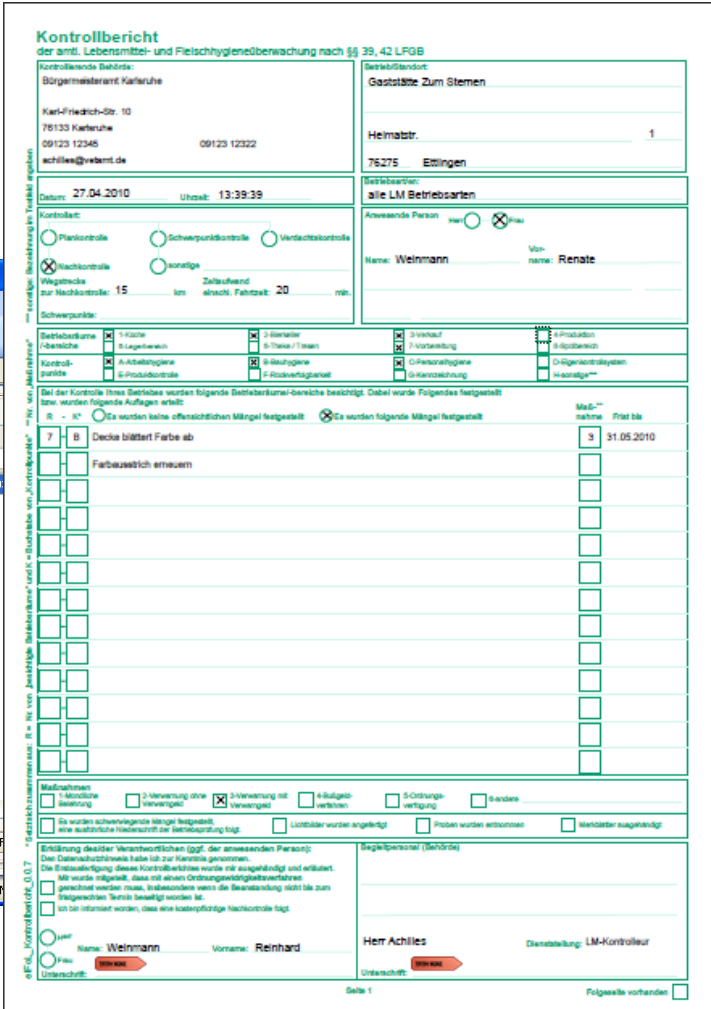 Kontrollbericht
der amtl. Lebensmittel- und Fleischhygieneüberwachung nach §§ 39, 42 LFGB
Kontrollierende Behörde:
Bürgermeisteramt Karlsruhe
Karl-Friedrich-Str. 10
76133 Karlsruhe
09123 12345 09123 12322
achilles@vetamt.de
Betrieb/Standort:
Gaststätte Zum Sternen
Heimatstr. 1
76275 Ettlingen
Datum: 27.04.2010 Uhrzeit: 13:39:39
Betriebsarten:
alle LM Betriebsarten
Kontrollart:
Plankontrolle Schwerpunktkontrolle Verdachtskontrolle
Nachkontrolle sonstige
Wegstrecke Zeitaufwand
zur Nachkontrolle: 15 km einschl. Fahrtzeit: 20 min.
Schwerpunkte:
Anwesende Person Herr Frau
Name: Weinmann Vor-
name: Renate
Betriebsräume 1-Küche 2-Bierkeller 3-Verkauf 4-Produktion
/-bereiche 5-Lagerbereich 6-Theke / Tresen 7-Vorbereitung 8-Spülbereich
Kontroll- A-Arbeitshygiene B-Bauhygiene C-Personalhygiene D-Eigenkontrollsystem
punkte E-Produktkontrolle F-Rückverfolgbarkeit G-Kennzeichnung H-sonstige***
Bei der Kontrolle Ihres Betriebes wurden folgende Betriebsräume/-bereiche besichtigt. Dabei wurde Folgendes festgestellt
bzw. wurden folgende Auflagen erteilt:
R - K* Es wurden keine offensichtlichen Mängel festgestellt Es wurden folgende Mängel festgestellt Maß-**
nahme Frist bis
7 - B Decke blättert Farbe ab 3 31.05.2010
Farbausstrich erneuern
Maßnahmen
1-Mündliche Belehrung 2-Verwarnung ohne Verwarngeld 3-Verwarnung mit Verwarngeld 4-Bußgeld-verfahren 5-Ordnungs-verfügung 6-andere
Es wurden schwerwiegende Mängel festgestellt,
eine ausführliche Niederschrift der Betriebsprüfung folgt. Lichtbilder wurden angefertigt Proben wurden entnommen Merkblätter ausgehändigt
Erklärung des/der Verantwortlichen (ggf. der anwesenden Person):
Den Datenschutzhinweis habe ich zur Kenntnis genommen.
Die Erstausfertigung dieses Kontrollberichtes wurde mir ausgehändigt und erläutert.
Mir wurde mitgeteilt, dass mit einem Ordnungswidrigkeitsverfahren
gerechnet werden muss, insbesondere wenn die Beanstandung nicht bis zum
fristgerechten Termin beseitigt worden ist.
Ich bin informiert worden, dass eine kostenpflichtige Nachkontrolle folgt.
Herr
Frau
Name: Weinmann Vorname: Reinhard
Unterschrift:
Begleitpersonal (Behörde)
Herr Achilles Dienststellung: LM-Kontrolleur
Unterschrift:
Seite 1 Folgeseite vorhanden